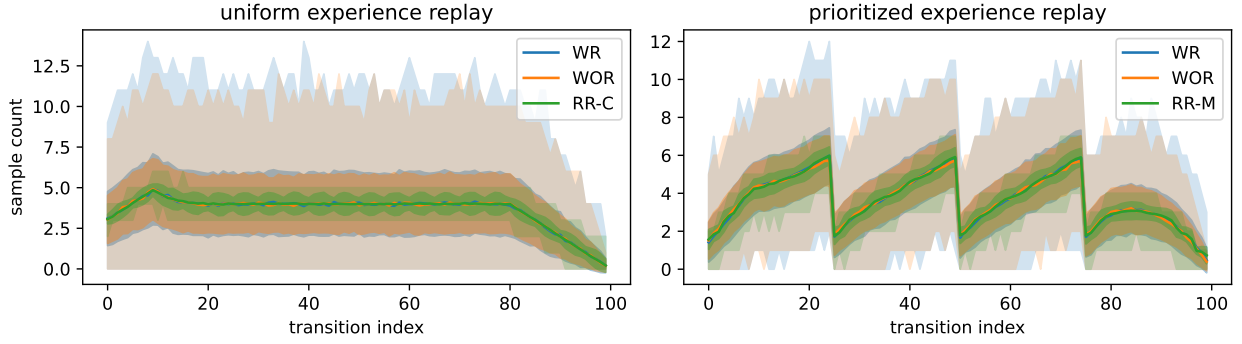 uniform experience replay
sample count
12.5
10.0
7.5
5.0
2.5
0.0
0 20 40 60 80 100
transition index
WR
WOR
RR-C
prioritized experience replay
12
10
8
6
4
2
0
0 20 40 60 80 100
transition index
WR
WOR
RR-M